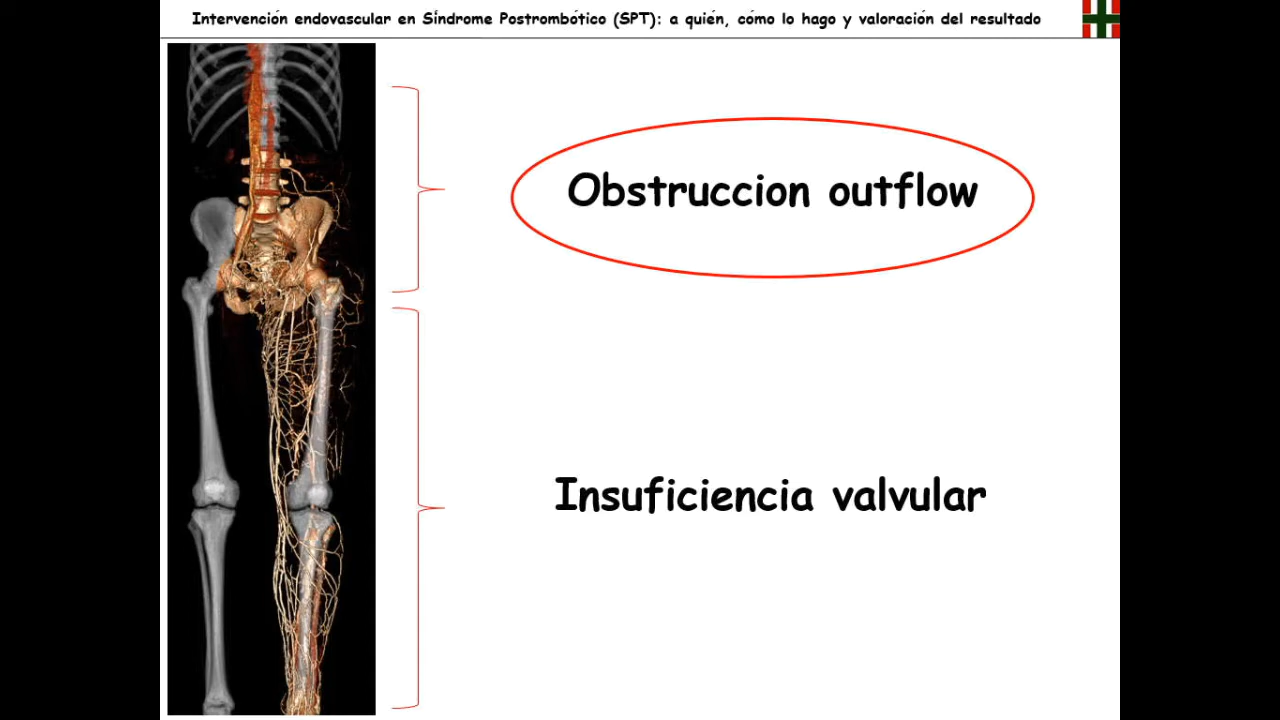 Intervención endovascular en Síndrome Postrombótico (SPT): a quién, cómo lo hago y valoración del resultado
Obstruccion outflow
Insuficiencia valvular